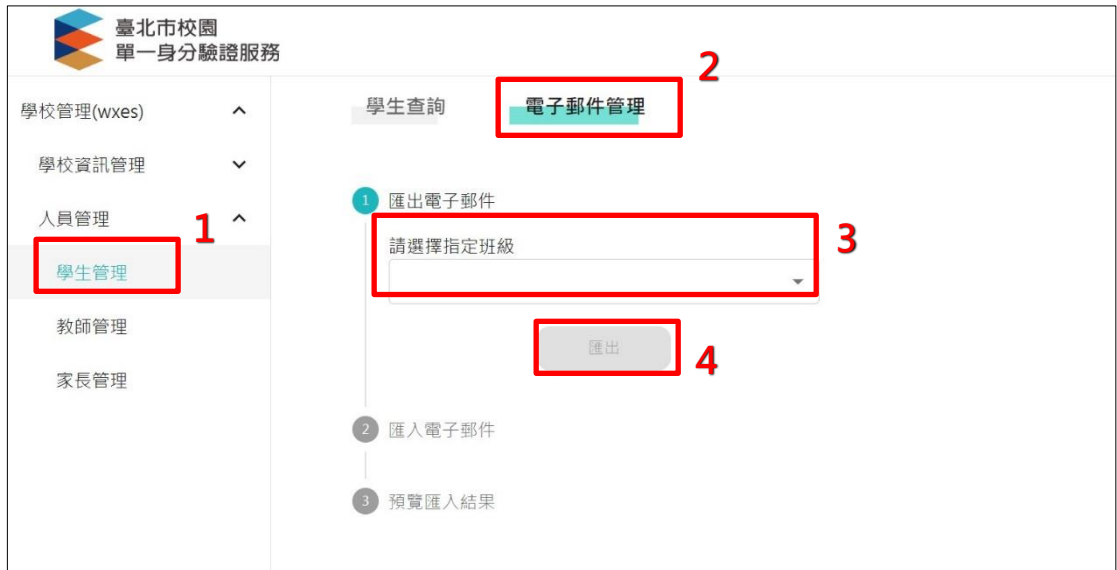 臺北市校園
單一身分驗證服務
2
學校管理(wxes)
學生查詢
電子郵件管理
學校資訊管理
1 匯出電子郵件
人員管理
1
請選擇指定班級
3
學生管理
教師管理
匯出
4
家長管理
2 匯入電子郵件
3 預覽匯入結果